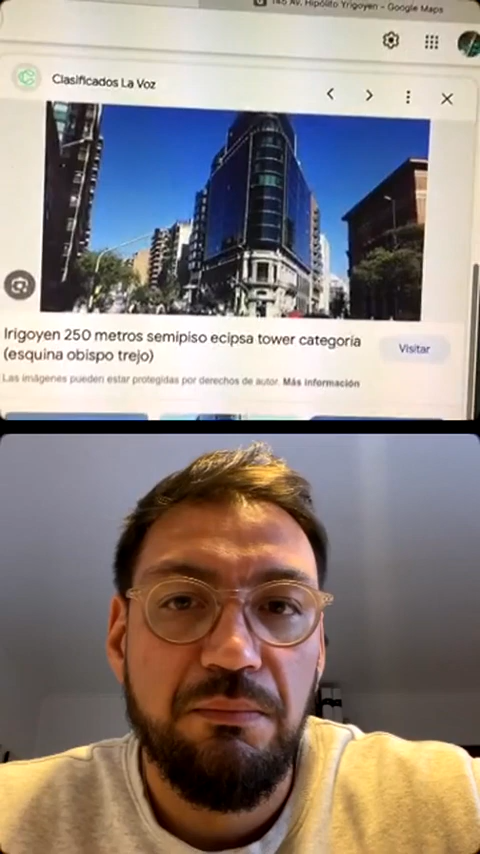 146 Av. Hipólito Yrigoyen - Google Maps
Clasificados La Voz
Irigoyen 250 metros semipiso ecipsa tower categoría
(esquina obispo trejo)
Visitar
Las imágenes pueden estar protegidas por derechos de autor. Más información